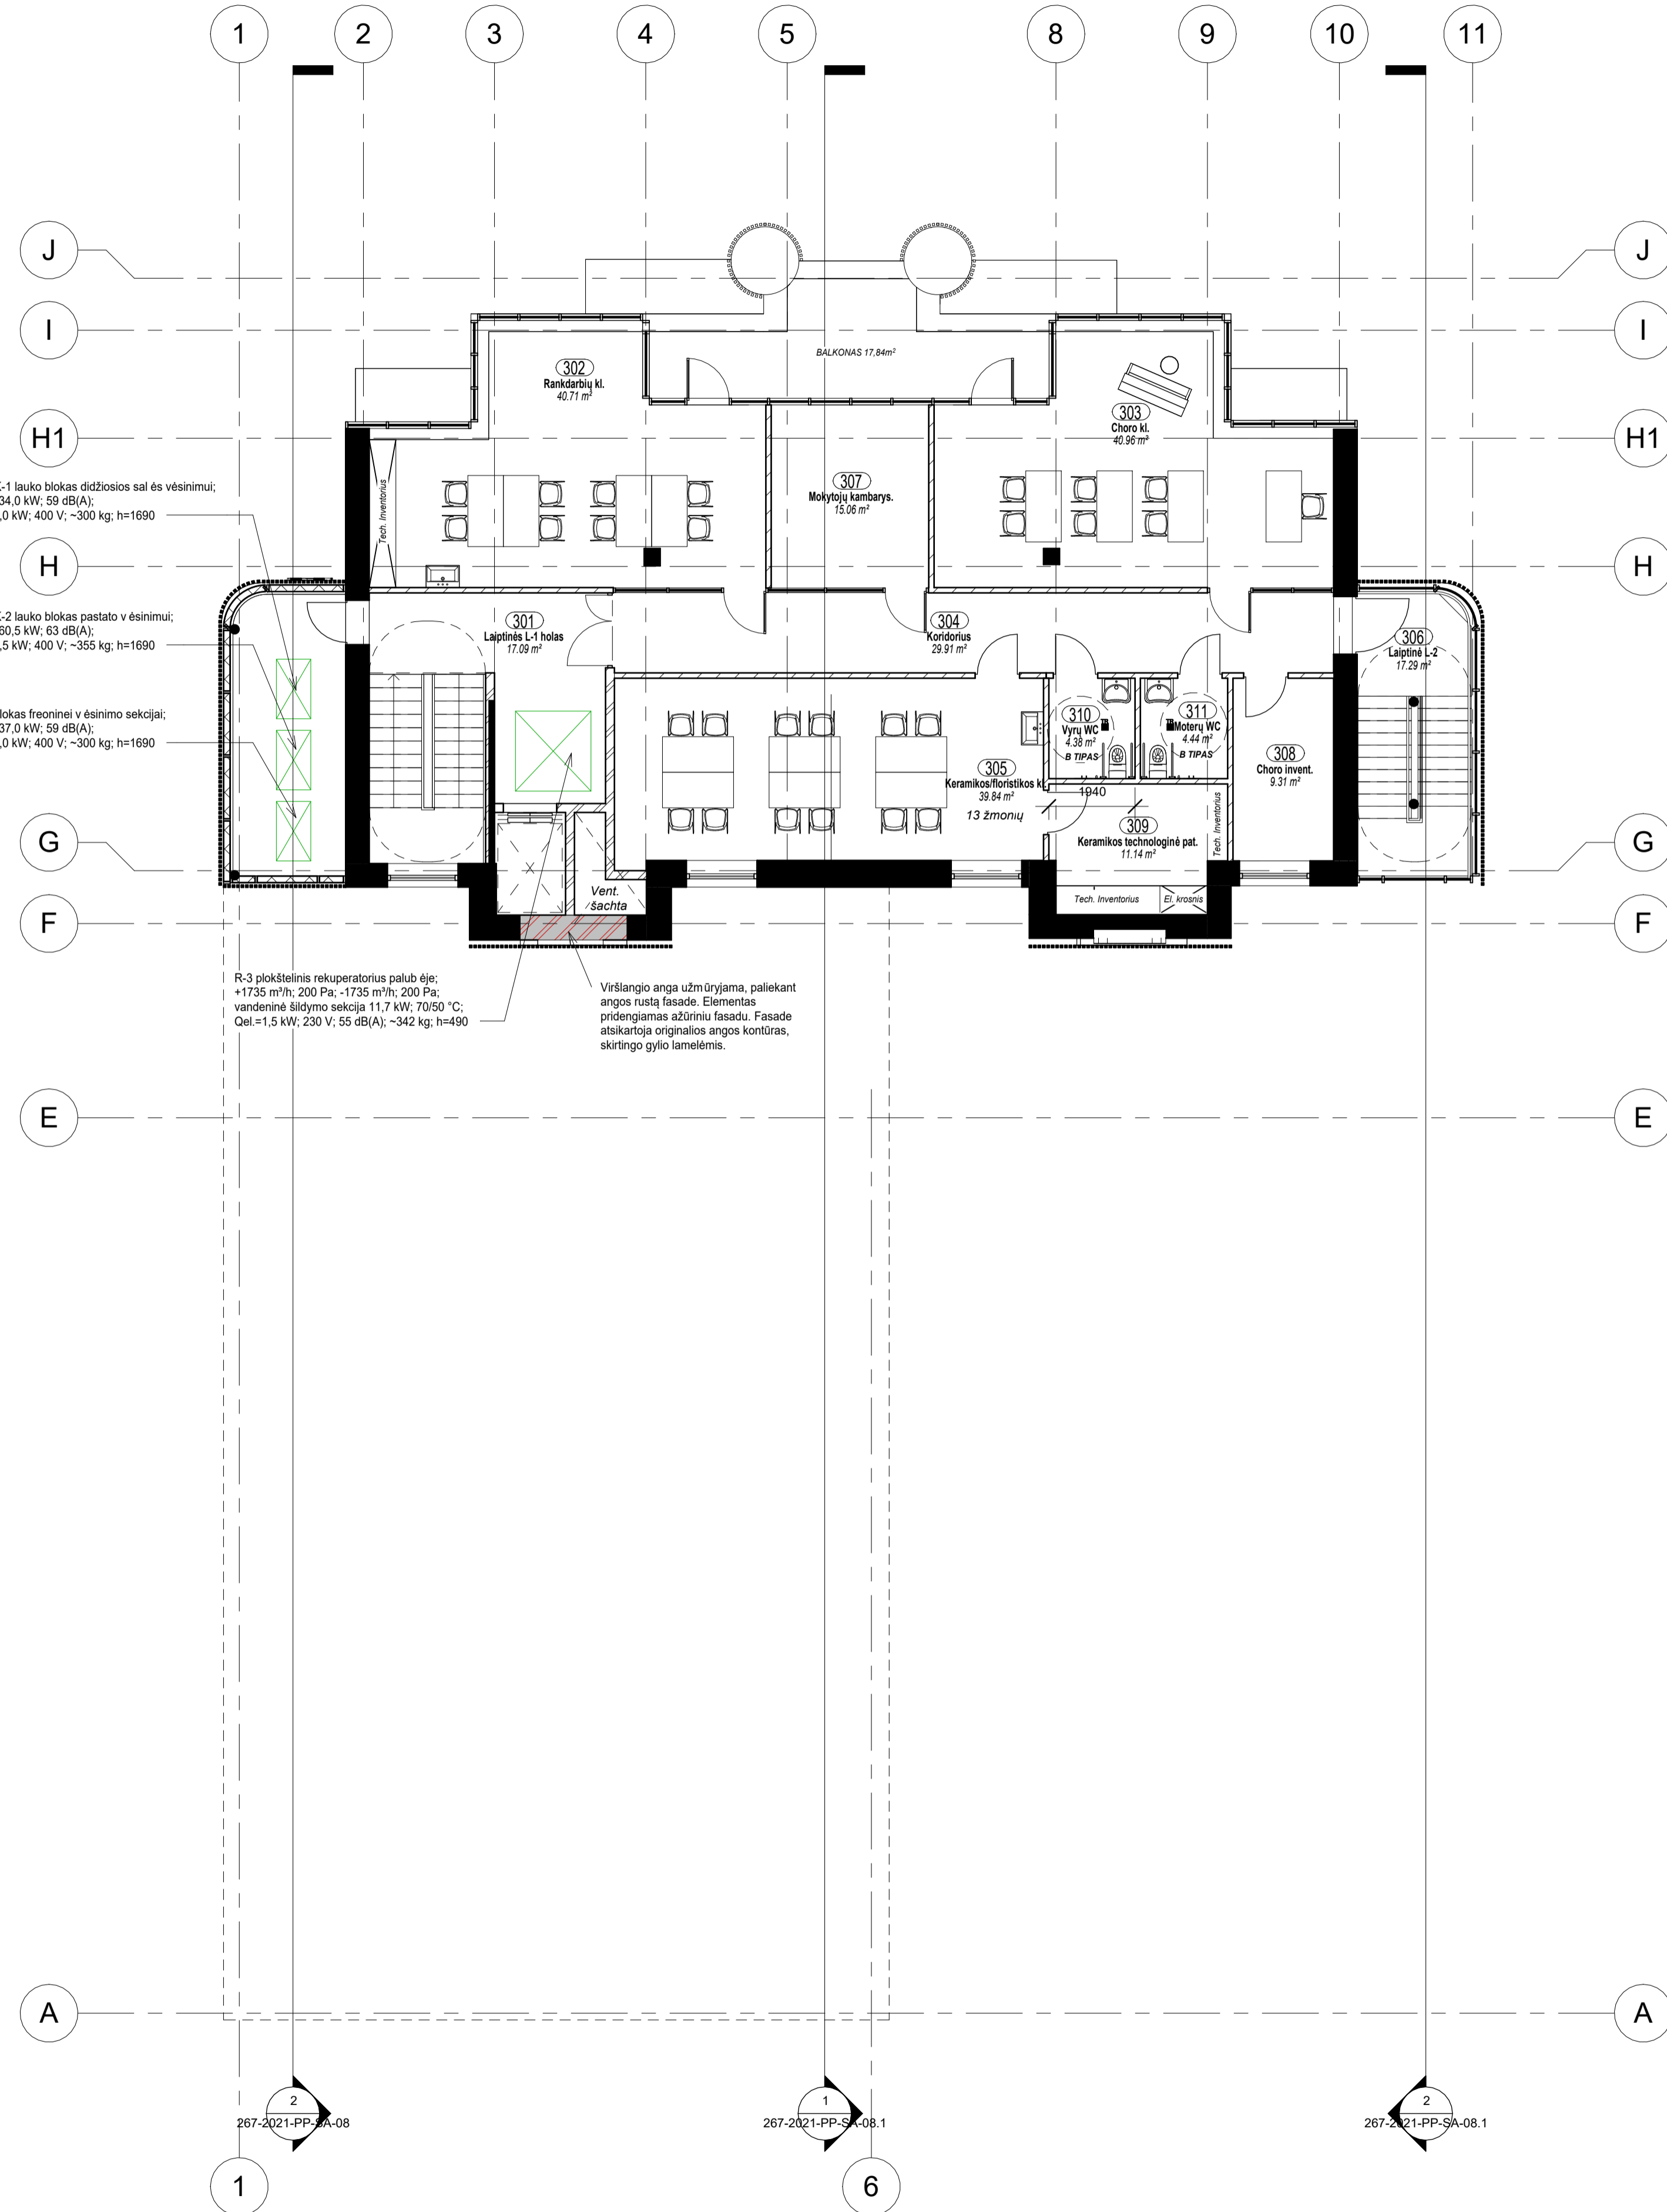 1
2
3
4
5
8
9
10
11
J
J
I
I
BALKONAS 17,84m²
302
Rankdarbių kl.
40.71 m²
303
Choro kl.
40.96 m²
H1
H1
307
Mokytojų kambarys.
15.06 m²
Tech. Inventorius
-1 lauko blokas didžiosios sal ės vėsinimui;
34,0 kW; 59 dB(A);
,0 kW; 400 V; ~300 kg; h=1690
H
H
-2 lauko blokas pastato v ėsinimui;
60,5 kW; 63 dB(A);
,5 kW; 400 V; ~355 kg; h=1690
301
Laiptinės L-1 holas
17.09 m²
304
Koridorius
29.91 m²
306
Laiptinė L-2
17.29 m²
lokas freoninei v ėsinimo sekcijai;
37,0 kW; 59 dB(A);
,0 kW; 400 V; ~300 kg; h=1690
310
Vyrų WC
4.38 m²
B TIPAS
311
Moterų WC
4.44 m²
B TIPAS
308
Choro invent.
9.31 m²
305
Keramikos/floristikos kl.
39.84 m²
13 žmonių
1940
309
Keramikos technologinė pat.
11.14 m²
Tech. Inventorius
G
G
Vent.
šachta
Tech. Inventorius
El. krosnis
F
F
R-3 plokštelinis rekuperatorius palub ėje;
+1735 m³/h; 200 Pa; -1735 m³/h; 200 Pa;
vandeninė šildymo sekcija 11,7 kW; 70/50 °C;
Qel.=1,5 kW; 230 V; 55 dB(A); ~342 kg; h=490
Viršlangio anga užmūryjama, paliekant
angos rustą fasade. Elementas
pridengiamas ažūriniu fasadu. Fasade
atsikartoja originalios angos kontūras,
skirtingo gylio lamelėmis.
E
E
A
A
2
267-2021-PP-SA-08
1
267-2021-PP-SA-08.1
2
267-2021-PP-SA-08.1
1
6